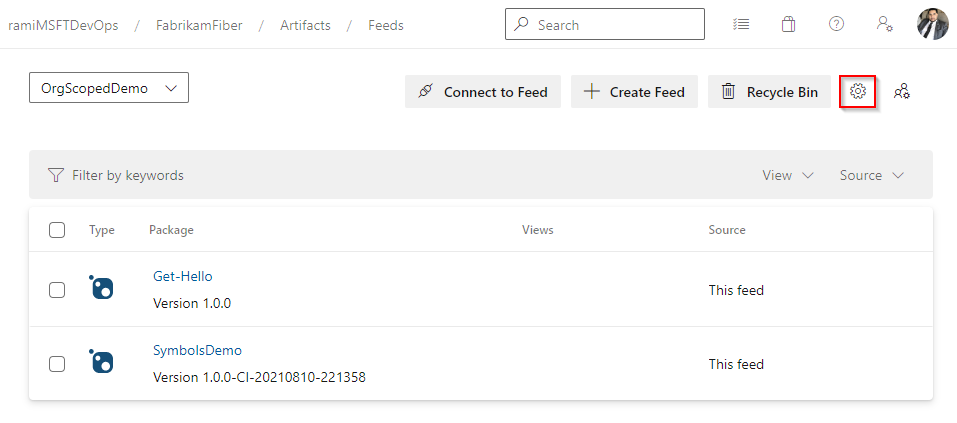 ramiMSFTDevOps / FabrikamFiber / Artifacts / Feeds Search
OrgScopedDemo Connect to Feed Create Feed Recycle Bin
Filter by keywords View Source
Type Package Views Source
Get-Hello
Version 1.0.0
This feed
SymbolsDemo
Version 1.0.0-CI-20210810-221358
This feed